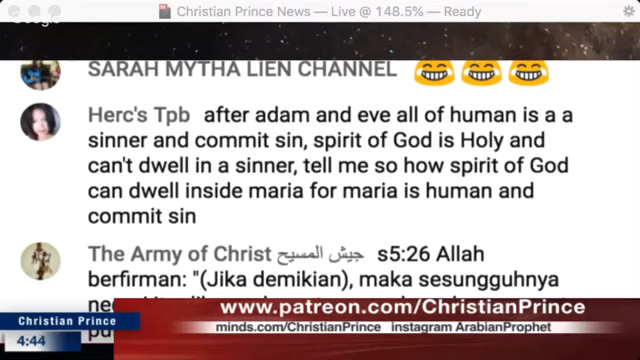 Christian Prince News — Live @ 148.5% — Ready
Google
SARAH MYTHA LIEN CHANNEL
Herc's Tpb after adam and eve all of human is a a
sinner and commit sin, spirit of God is Holy and
can't dwell in a sinner, tell me so how spirit of God
can dwell inside maria for maria is human and
commit sin
The Army of Christ جيش المسيح s5:26 Allah
berfirman: "(Jika demikian), maka sesungguhnya
www.patreon.com/ChristianPrince
Christian Prince
minds.com/ChristianPrince instagram ArabianProphet
4:44